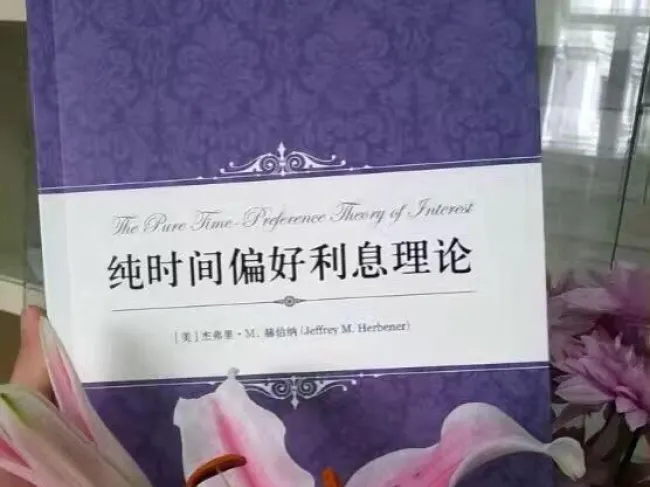 The Pure Time-Preference Theory of Interest
纯时间偏好利息理论
[美]杰弗里·M. 赫伯纳(Jeffrey M. Herbener)